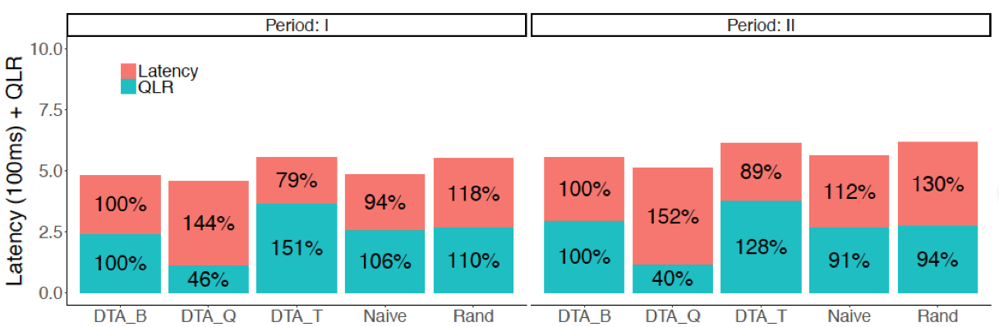 Period: I
Period: II
Latency (100ms) + QLR
10.0
7.5
5.0
2.5
0.0
Latency
QLR
100%
144%
79%
94%
118%
100%
46%
151%
106%
110%
100%
152%
89%
112%
130%
100%
40%
128%
91%
94%
DTA_B
DTA_Q
DTA_T
Naive
Rand
DTA_B
DTA_Q
DTA_T
Naive
Rand